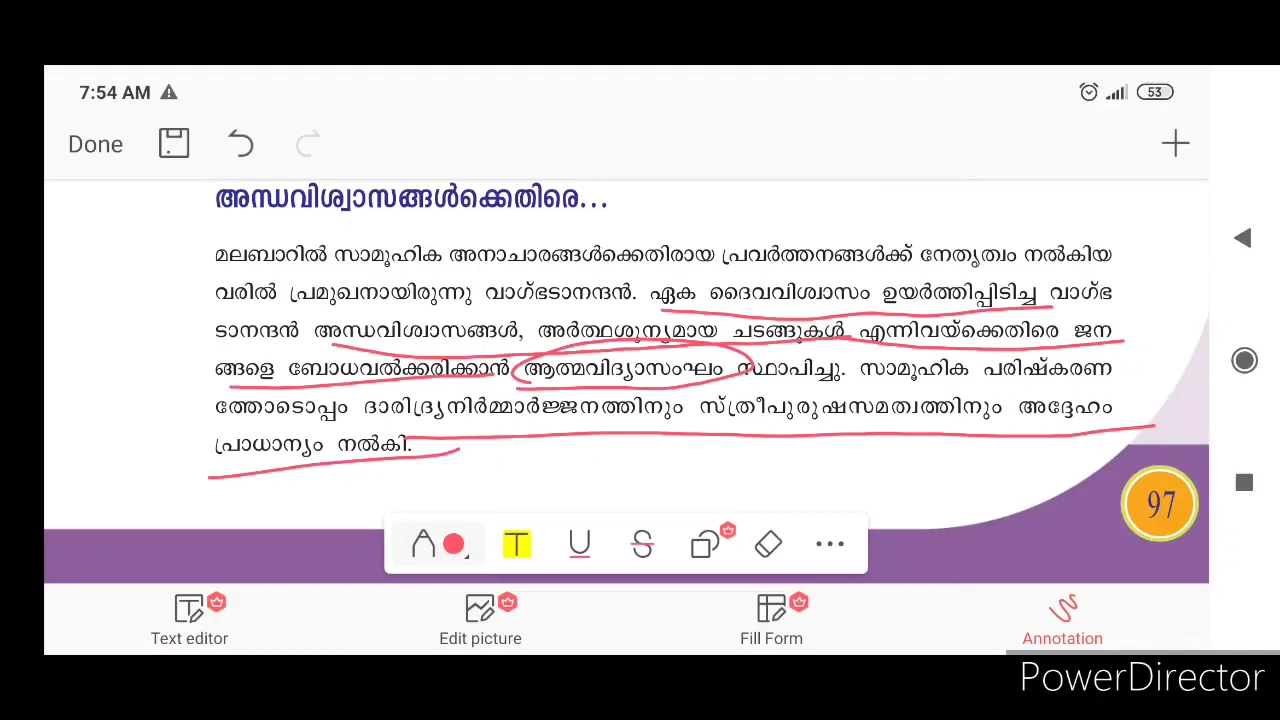 7:54 AM
53
Done
അന്ധവിശ്വാസങ്ങൾക്കെതിരെ...
മലബാറിൽ സാമൂഹിക അനാചാരങ്ങൾക്കെതിരായ പ്രവർത്തനങ്ങൾക്ക് നേതൃത്വം നൽകിയ
വരിൽ പ്രമുഖനായിരുന്നു വാഗ്ഭടാനന്ദൻ. ഏക ദൈവവിശ്വാസം ഉയർത്തിപ്പിടിച്ച വാഗ്ഭ
ടാനന്ദൻ അന്ധവിശ്വാസങ്ങൾ, അർത്ഥശൂന്യമായ ചടങ്ങുകൾ എന്നിവയ്ക്കെതിരെ ജന
ങ്ങളെ ബോധവൽക്കരിക്കാൻ ആത്മവിദ്യാസംഘം സ്ഥാപിച്ചു. സാമൂഹിക പരിഷ്കരണ
ത്തോടൊപ്പം ദാരിദ്ര്യനിർമ്മാർജ്ജനത്തിനും സ്ത്രീപുരുഷസമത്വത്തിനും അദ്ദേഹം
പ്രാധാന്യം നൽകി.
97
Text editor
Edit picture
Fill Form
Annotation
PowerDirector